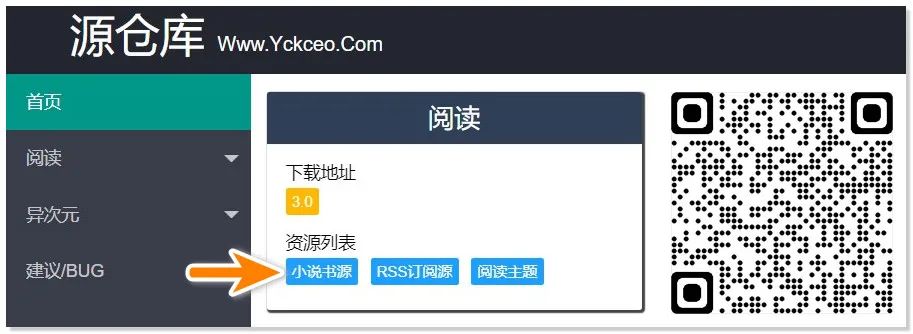 源仓库 Www.Yckceo.Com
首页
阅读
异次元
建议/BUG
阅读
下载地址
3.0
资源列表
小说书源 RSS订阅源 阅读主题